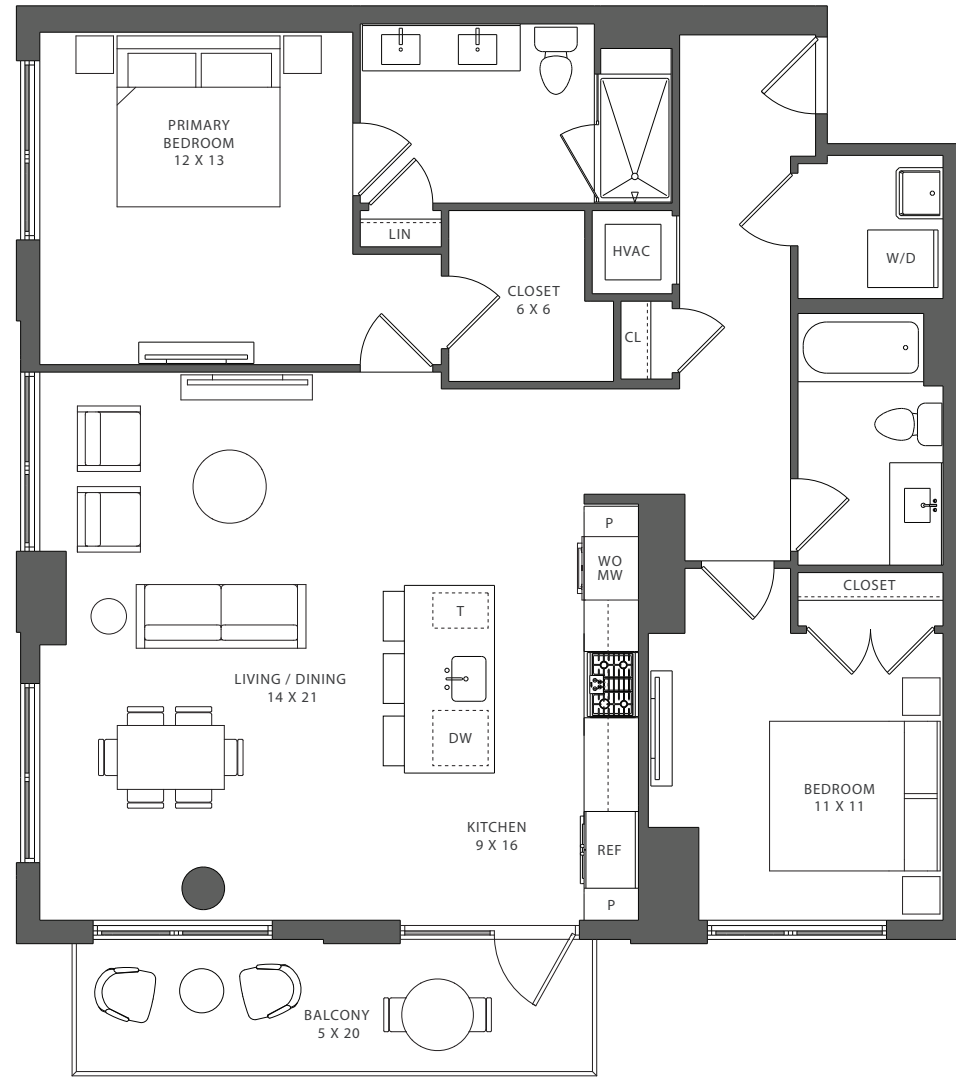 PRIMARY
BEDROOM
12 X 13
LIN
HVAC
W/D
CLOSET
6 X 6
CL
P
WO
MW
CLOSET
T
LIVING / DINING
14 X 21
DW
BEDROOM
11 X 11
KITCHEN
9 X 16
REF
P
BALCONY
5 X 20